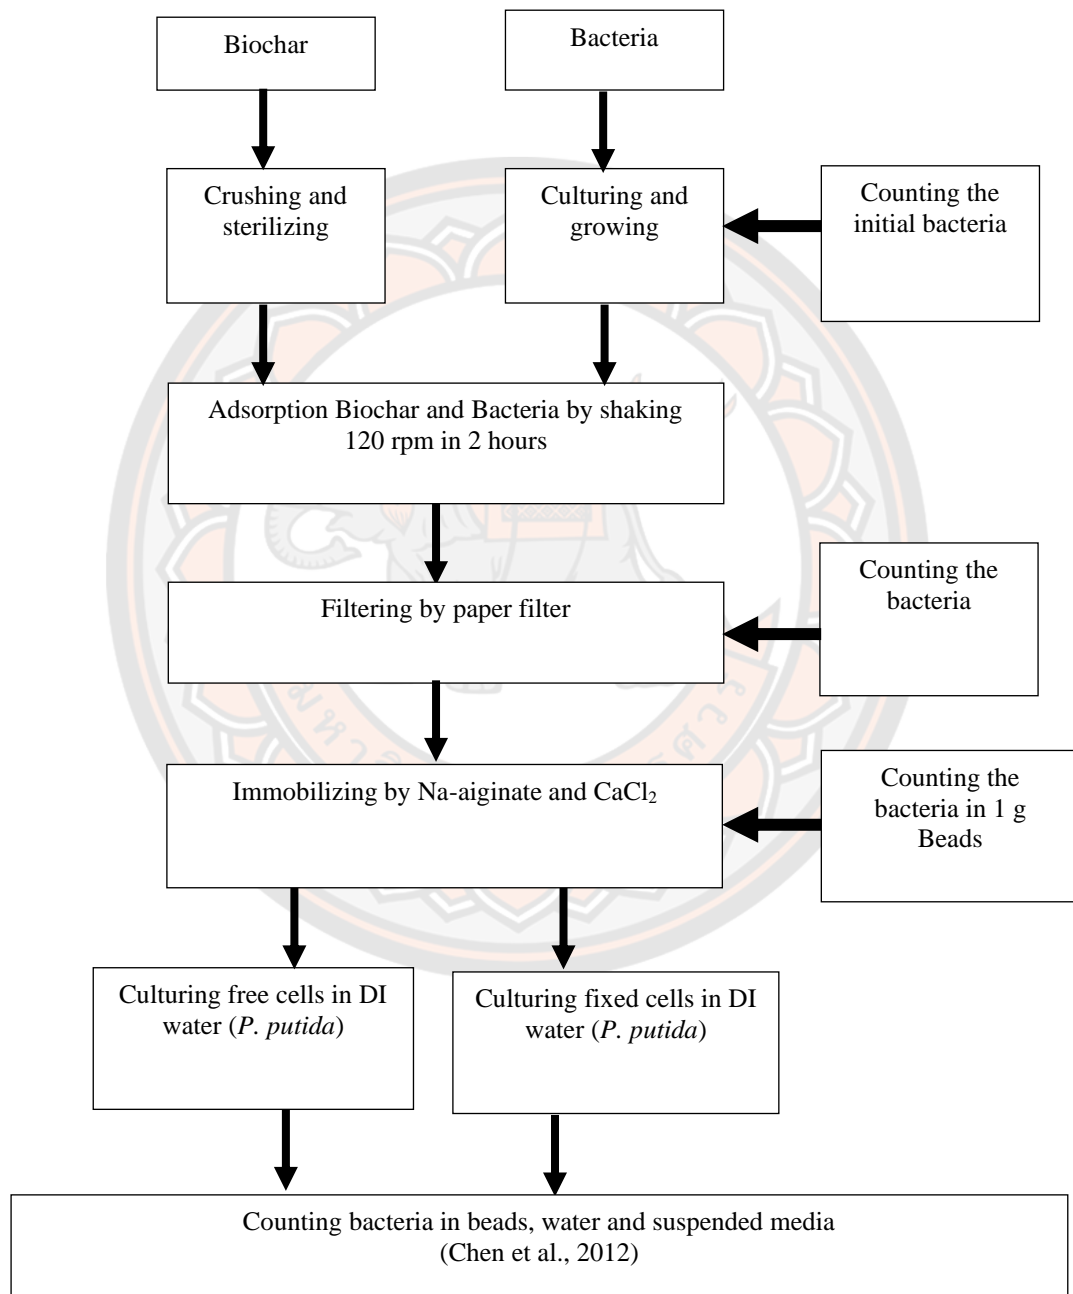 Biochar
Bacteria
Crushing and
sterilizing
Culturing and
growing
Counting the
initial bacteria
Adsorption Biochar and Bacteria by shaking
120 rpm in 2 hours
Filtering by paper filter
Counting the
bacteria
Immobilizing by Na-aiginate and CaCl₂
Counting the
bacteria in 1 g
Beads
Culturing free cells in DI
water (P. putida)
Culturing fixed cells in DI
water (P. putida)
Counting bacteria in beads, water and suspended media
(Chen et al., 2012)